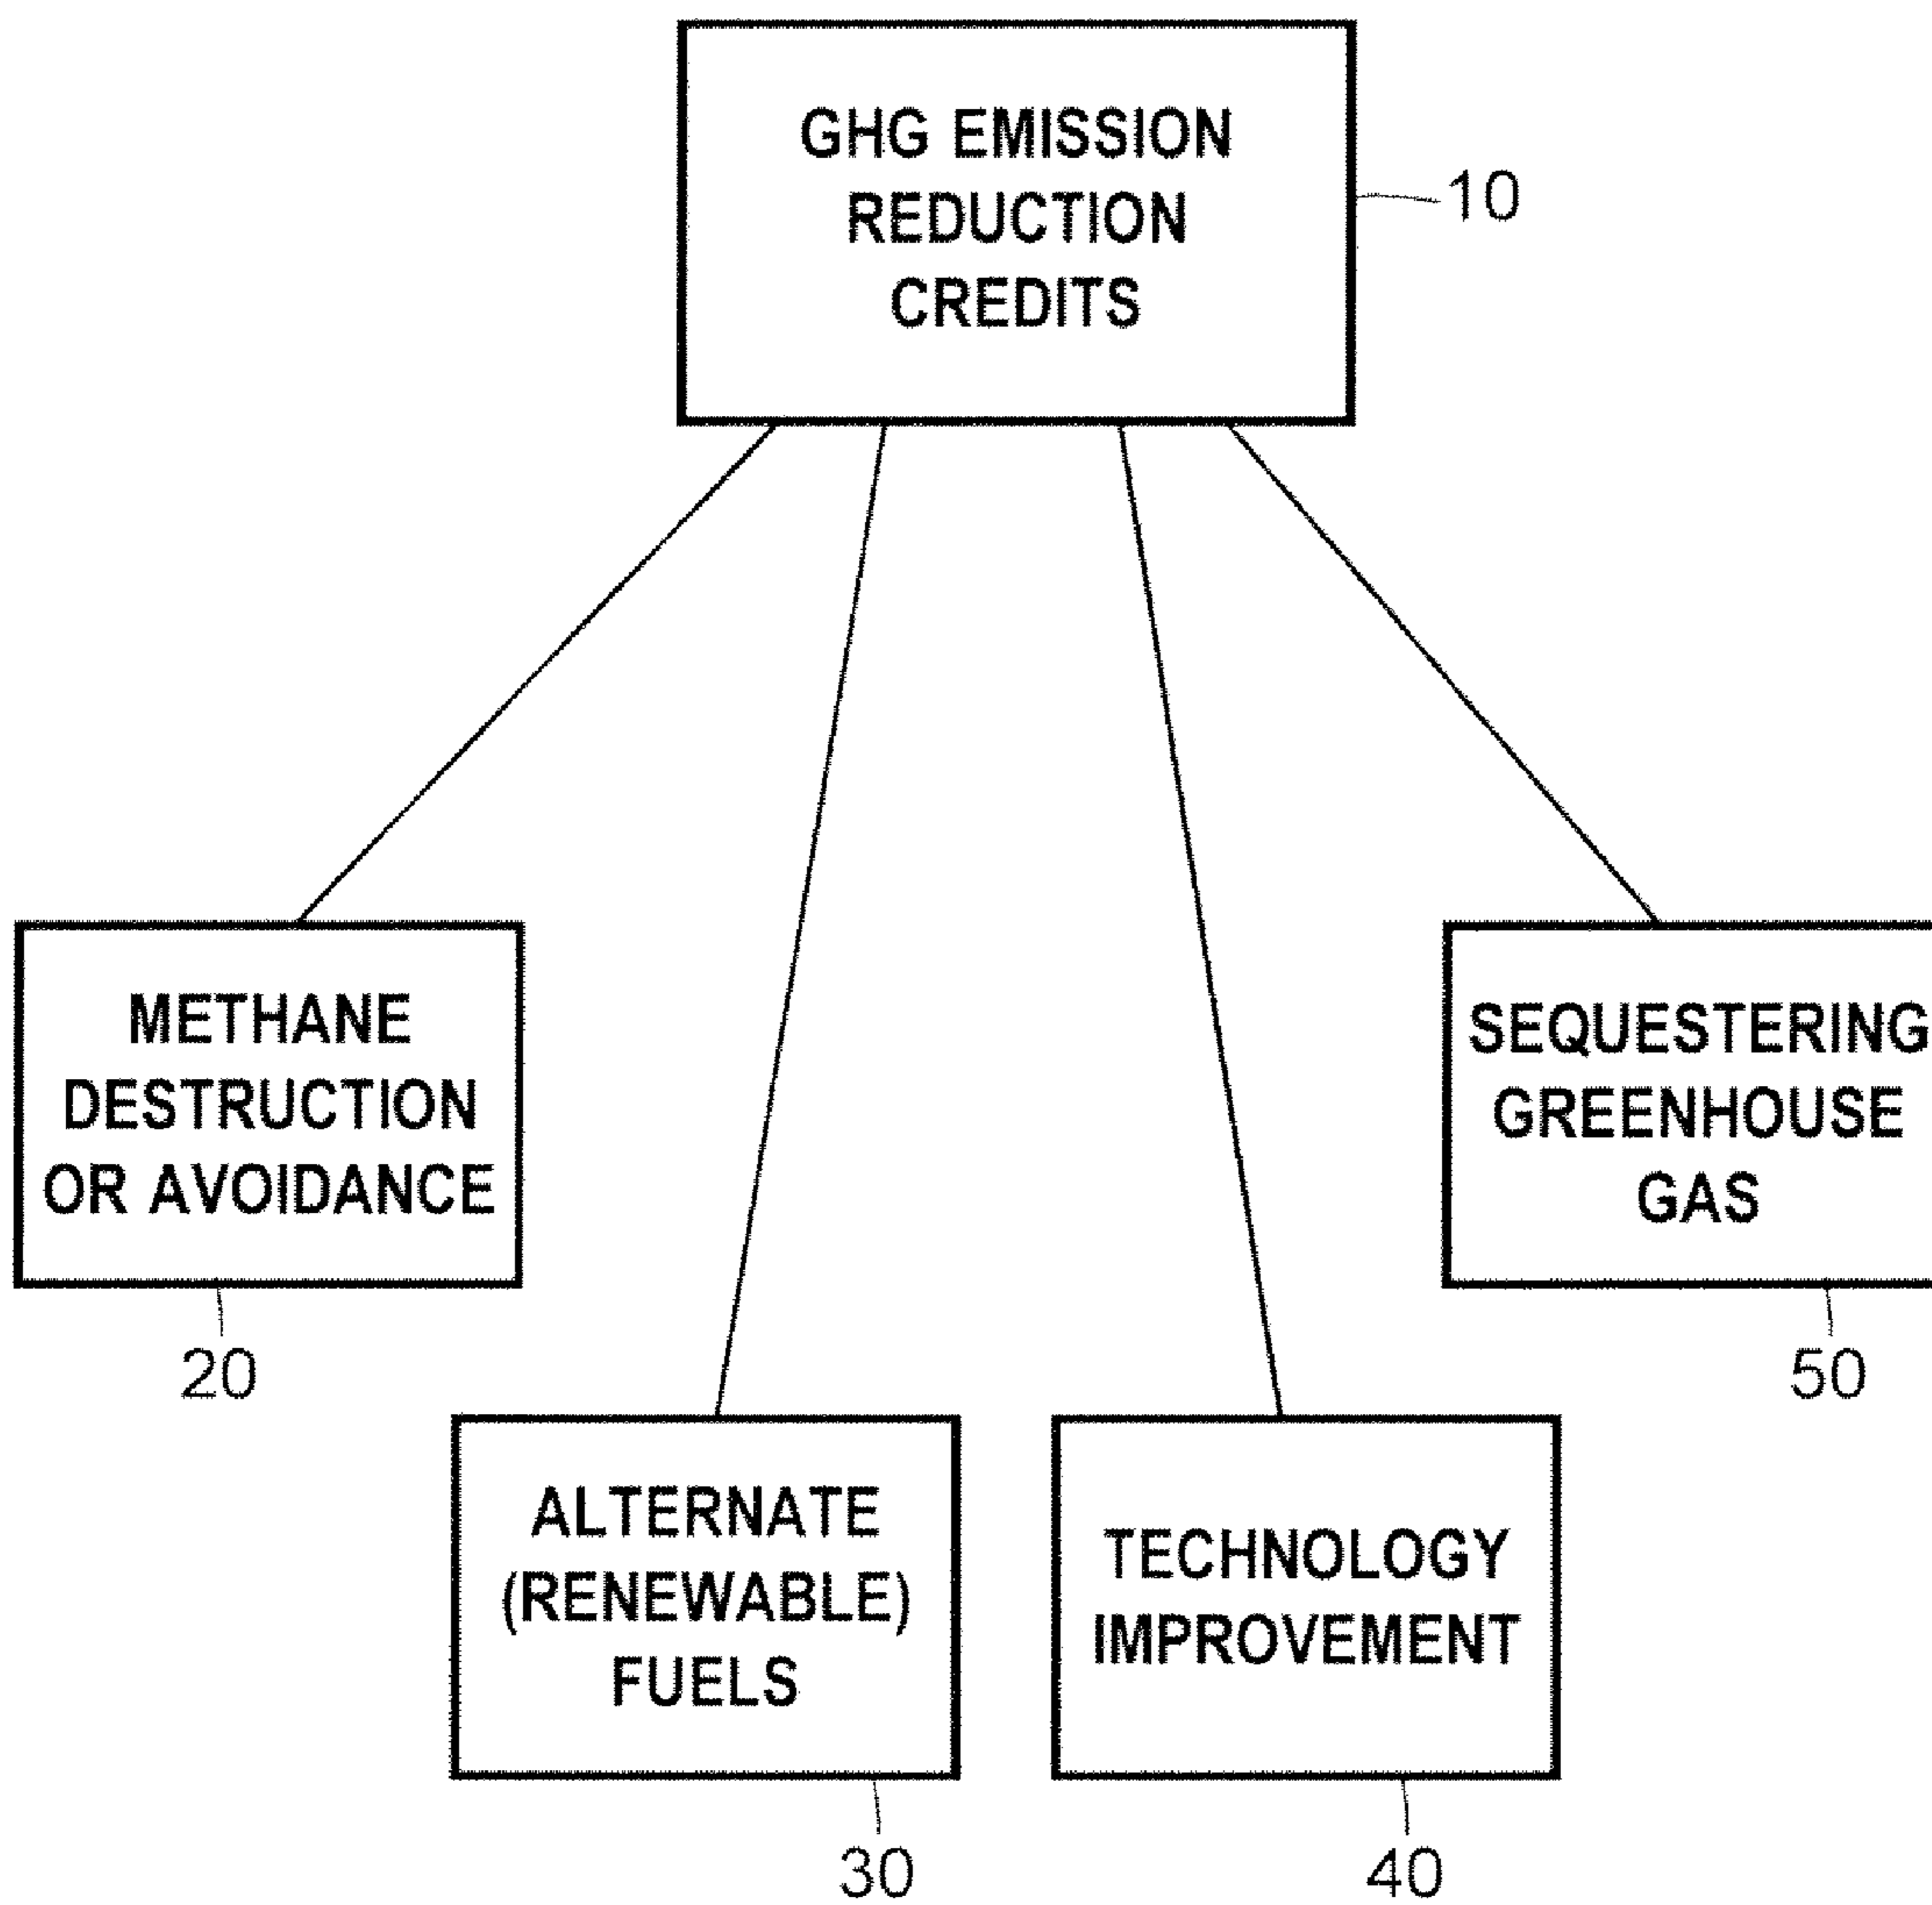 GHG EMISSION
REDUCTION
CREDITS
10
METHANE
DESTRUCTION
OR AVOIDANCE
20
SEQUESTERING
GREENHOUSE
GAS
50
ALTERNATE
(RENEWABLE)
FUELS
30
TECHNOLOGY
IMPROVEMENT
40